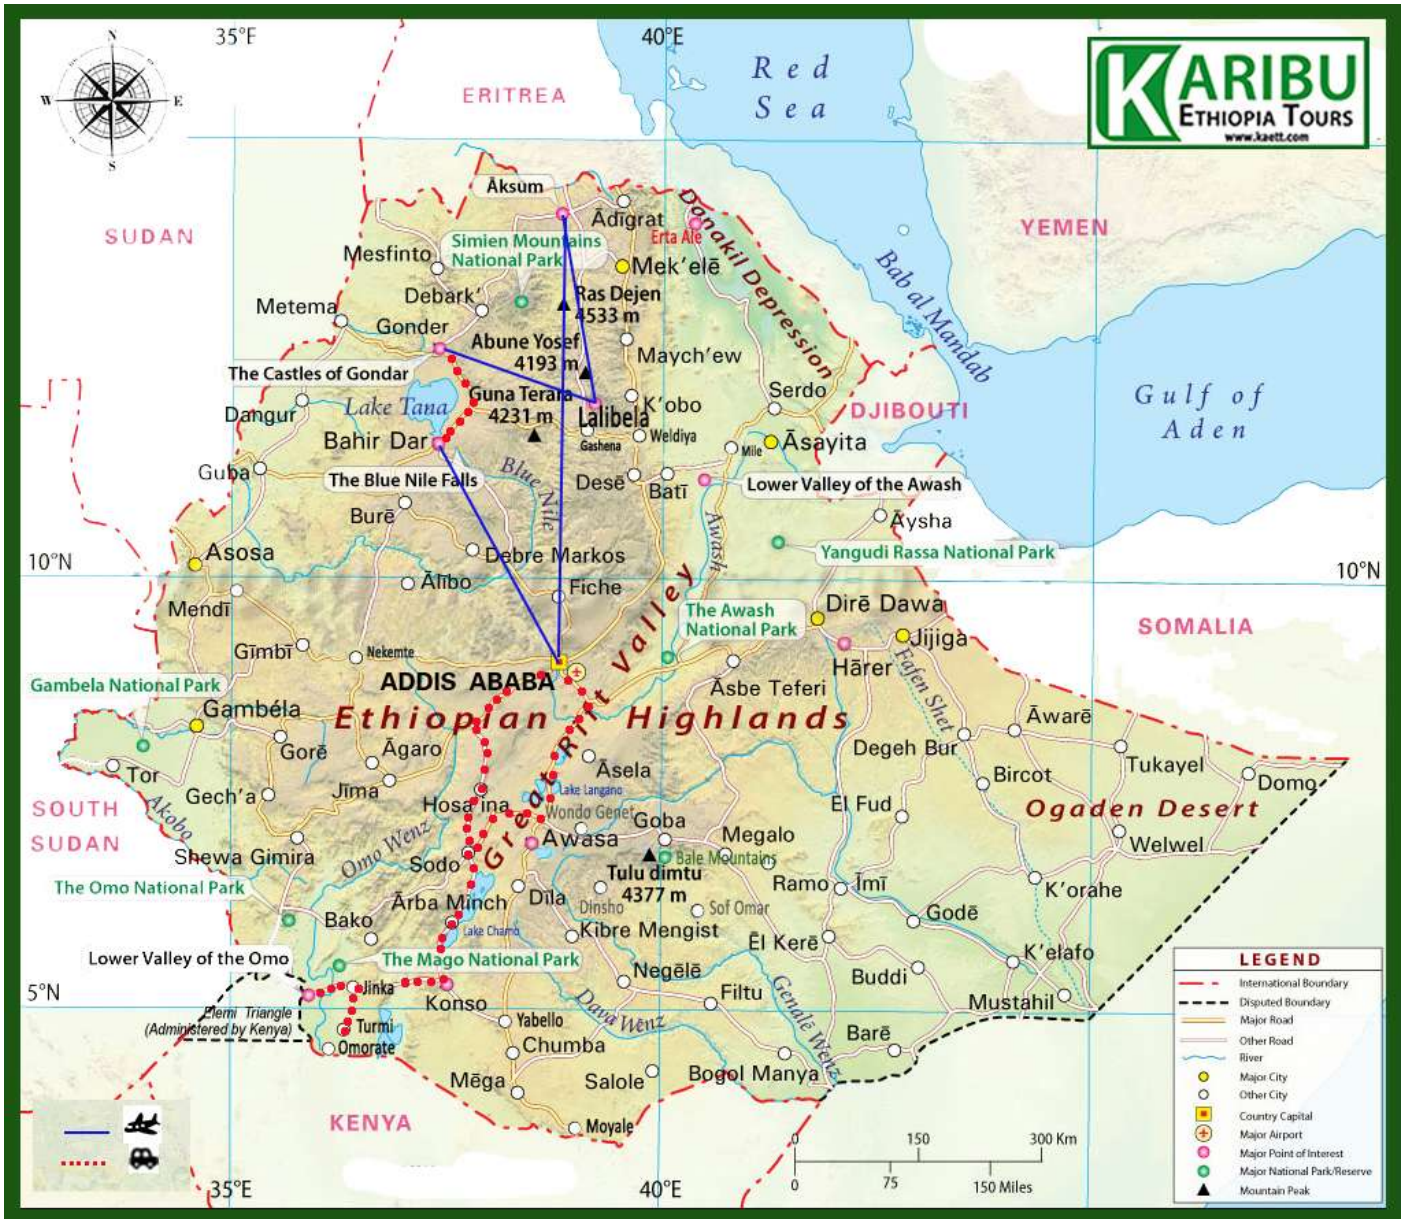 35°E
40°E
N
W
E
S
Red
Sea
KARIBU
ETHIOPIA TOURS
www.kaett.com
ERITREA
SUDAN
YEMEN
Āksum
Ādīgrat
Erta Ale
Danakil Depression
Simien Mountains
National Park
Mesfinto
Mek'elē
Bab al Mandab
Debark'
Ras Dejen
4533 m
Metema
Gonder
Abune Yosef
4193 m
Maych'ew
The Castles of Gondar
Guna Terara
4231 m
Serdo
Gulf of
Aden
Dangur
Lake Tana
Lalibela
K'obo
DJIBOUTI
Bahir Dar
Gashena
Weldiya
Mile
Āsayita
Guba
The Blue Nile Falls
Blue Nile
Desē
Batī
Lower Valley of the Awash
Burē
Awash
Āysha
Asosa
Debre Markos
Yangudi Rassa National Park
10°N
10°N
Ālībo
Fiche
Mendī
The Awash
National Park
Dirē Dawa
SOMALIA
Jijiga
Gīmbī
Nekemte
Hārer
Fafen Shet
Gambela National Park
ADDIS ABABA
Āsbe Teferi
Gambéla
Ethiopian Highlands
Great Rift Valley
Āwarē
Gorē
Āgaro
Degeh Bur
Tor
Āsela
Bircot
Tukayel
Domo
Gech'a
Jīma
Lake Langano
Hosa'ina
Wondo Genet
Goba
El Fud
Ogaden Desert
SOUTH
SUDAN
Akobo
Awasa
Megalo
Welwel
Shewa Gimira
Omo Wenz
Sodo
Bale Mountains
Tulu dimtu
4377 m
Ramo
Īmī
K'orahe
The Omo National Park
Ārba Minch
Dīla
Dinsho
Sof Omar
Godē
Bako
Lake Chamo
Kibre Mengist
Ēl Kerē
K'elafo
Lower Valley of the Omo
The Mago National Park
Negēlē
Buddi
5°N
Jinka
Konso
Filtu
Mustahil
Elemi Triangle
(Administered by Kenya)
Turmi
Omorate
Yabello
Dava Wenz
Genalē Wenz
Barē
Chumba
Mēga
Salole
Bogol Manya
KENYA
Moyale
0
150
300 Km
0
75
150 Miles
35°E
40°E
LEGEND
International Boundary
Disputed Boundary
Major Road
Other Road
River
Major City
Other City
Country Capital
Major Airport
Major Point of Interest
Major National Park/Reserve
Mountain Peak